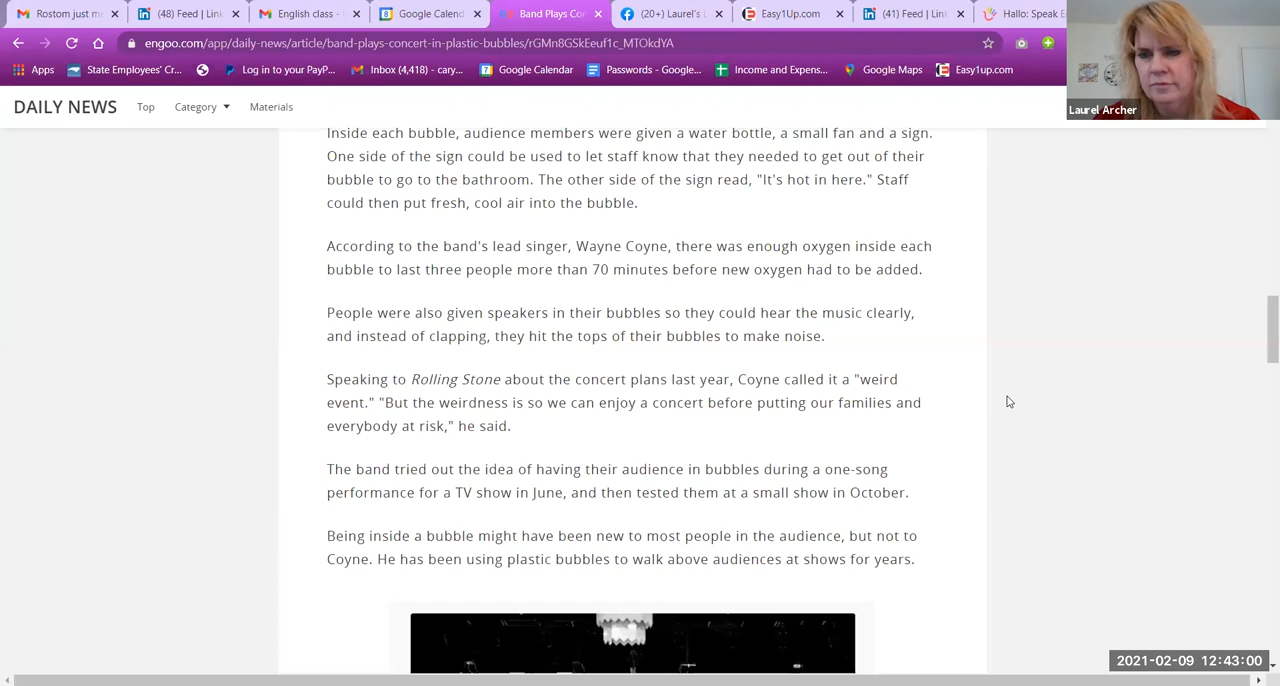 Rostom just me
(48) Feed | Link
English class -
Google Calend
Band Plays Con
(20+) Laurel's L
Easy1Up.com
(41) Feed | Link
Hallo: Speak E
engoo.com/app/daily-news/article/band-plays-concert-in-plastic-bubbles/rGMn8GSkEeuf1c_MTOkdYA
Apps
State Employees' Cr...
Log in to your PayP...
Inbox (4,418) - cary...
Google Calendar
Passwords - Google...
Income and Expens...
Google Maps
Easy1up.com
Laurel Archer
DAILY NEWS
Top
Category
Materials
Inside each bubble, audience members were given a water bottle, a small fan and a sign.
One side of the sign could be used to let staff know that they needed to get out of their
bubble to go to the bathroom. The other side of the sign read, "It's hot in here." Staff
could then put fresh, cool air into the bubble.
According to the band's lead singer, Wayne Coyne, there was enough oxygen inside each
bubble to last three people more than 70 minutes before new oxygen had to be added.
People were also given speakers in their bubbles so they could hear the music clearly,
and instead of clapping, they hit the tops of their bubbles to make noise.
Speaking to Rolling Stone about the concert plans last year, Coyne called it a "weird
event." "But the weirdness is so we can enjoy a concert before putting our families and
everybody at risk," he said.
The band tried out the idea of having their audience in bubbles during a one-song
performance for a TV show in June, and then tested them at a small show in October.
Being inside a bubble might have been new to most people in the audience, but not to
Coyne. He has been using plastic bubbles to walk above audiences at shows for years.
2021-02-09 12:43:00